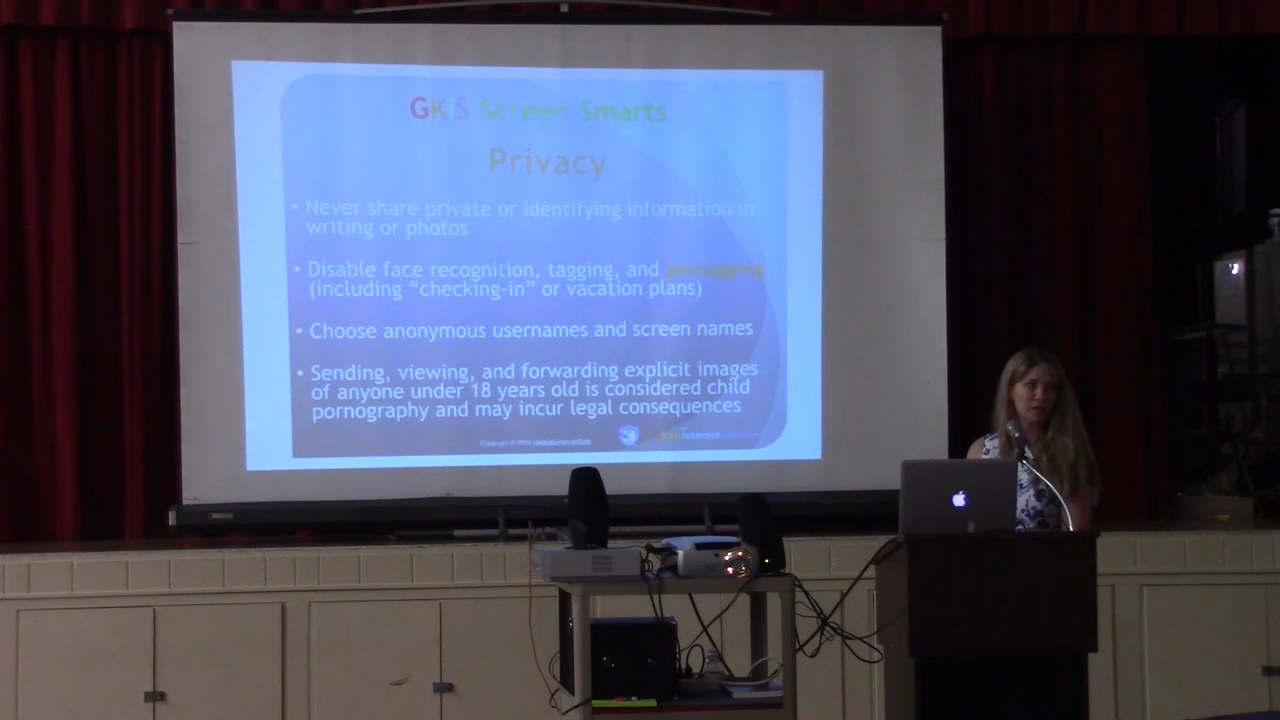 GKIS Screen Smarts
Privacy
• Never share private or identifying information in
writing or photos
• Disable face recognition, tagging, and geotagging
(including “checking-in” or vacation plans)
• Choose anonymous usernames and screen names
• Sending, viewing, and forwarding explicit images
of anyone under 18 years old is considered child
pornography and may incur legal consequences
Copyright ©
Internet